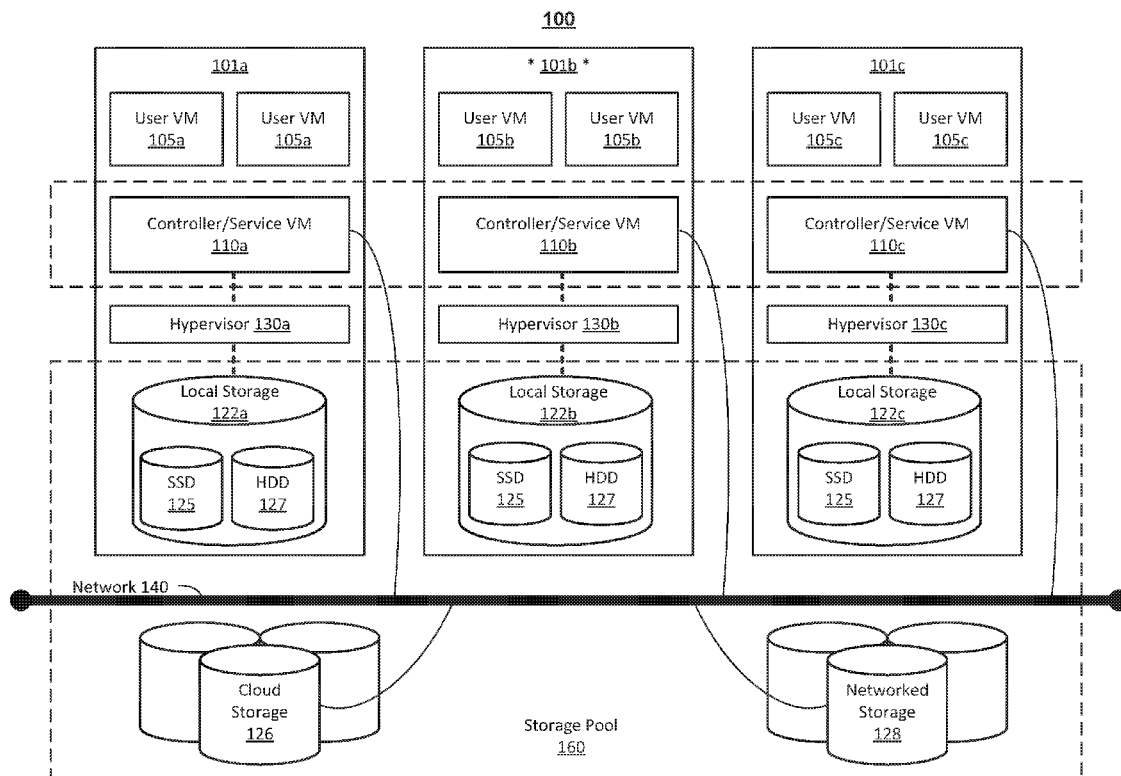 100
101a
* 101b *
101c
User VM
105a
User VM
105a
User VM
105b
User VM
105b
User VM
105c
User VM
105c
Controller/Service VM
110a
Controller/Service VM
110b
Controller/Service VM
110c
Hypervisor 130a
Hypervisor 130b
Hypervisor 130c
Local Storage
122a
Local Storage
122b
Local Storage
122c
SSD
125
HDD
127
SSD
125
HDD
127
SSD
125
HDD
127
Network 140
Cloud
Storage
126
Storage Pool
160
Networked
Storage
128